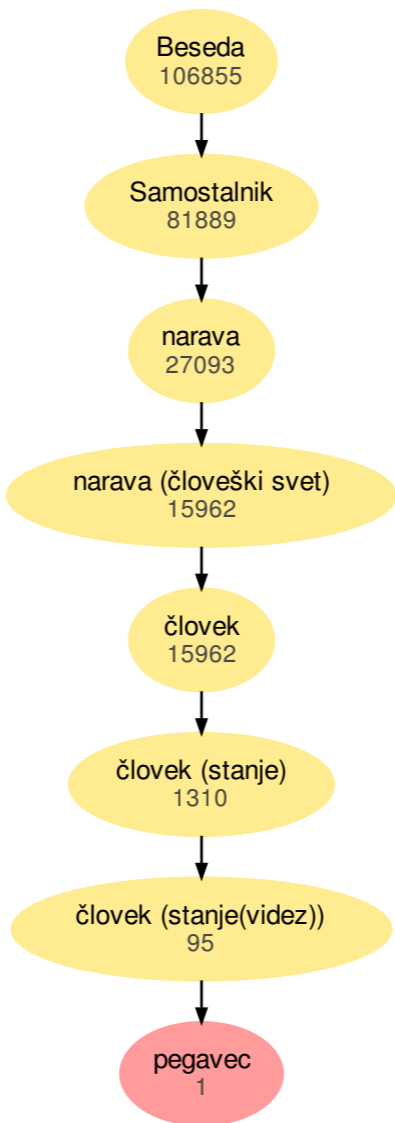 Beseda
106855
Samostalnik
81889
narava
27093
narava (človeški svet)
15962
človek
15962
človek (stanje)
1310
človek (stanje(videz))
95
pegavec
1